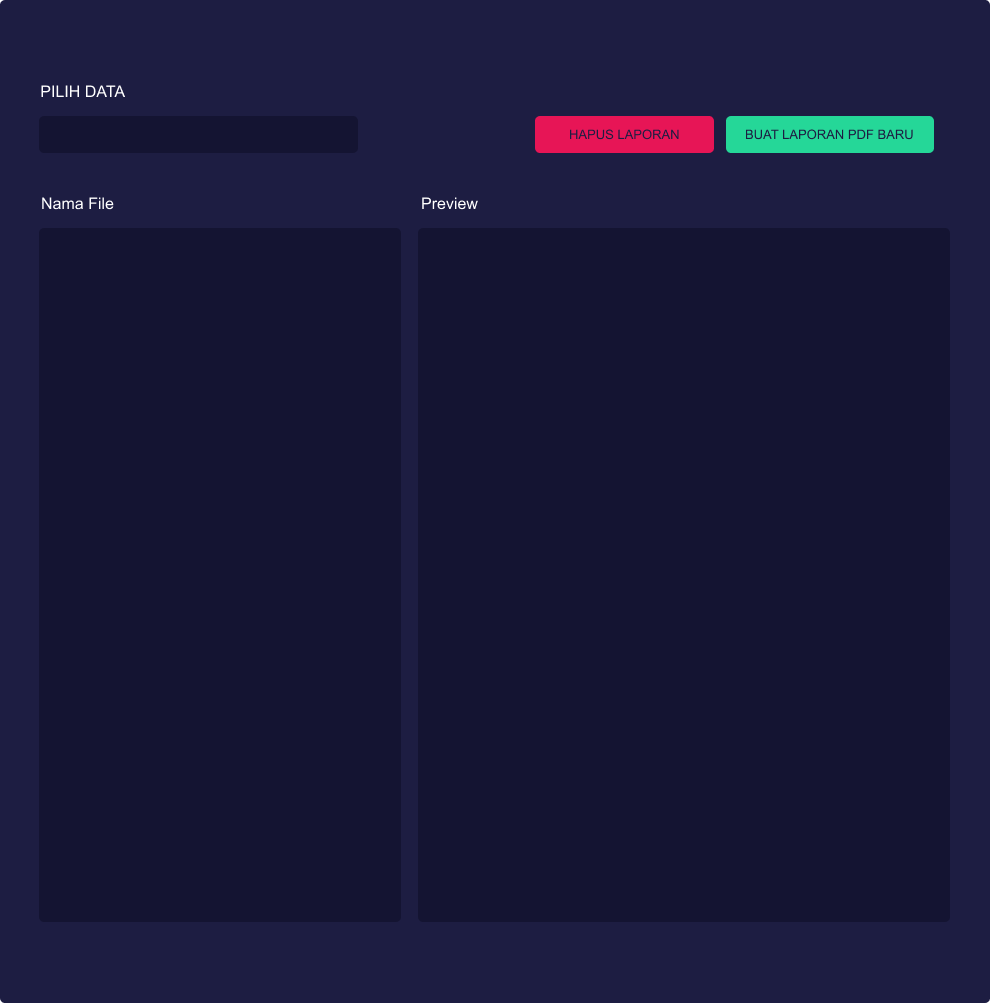 PILIH DATA
HAPUS LAPORAN
BUAT LAPORAN PDF BARU
Nama File
Preview